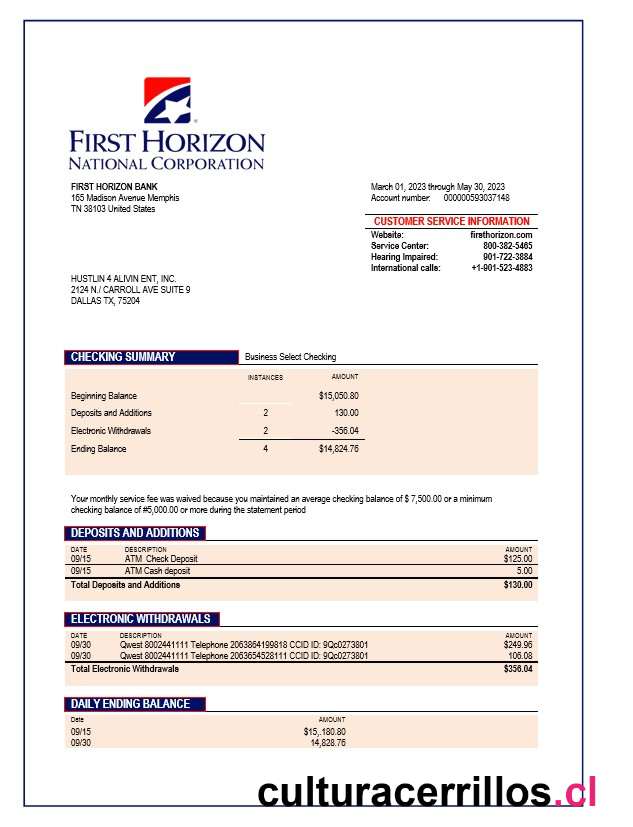 FIRST HORIZON
NATIONAL CORPORATION
FIRST HORIZON BANK
165 Madison Avenue Memphis
TN 38103 United States
March 01, 2023 through May 30, 2023
Account number: 000000593037148
CUSTOMER SERVICE INFORMATION
Website: firsthorizon.com
Service Center: 800-382-5465
Hearing Impaired: 901-722-3884
International calls: +1-901-523-4883
HUSTLIN 4 ALIVIN ENT, INC.
2124 N./ CARROLL AVE SUITE 9
DALLAS TX, 75204
CHECKING SUMMARY Business Select Checking
INSTANCES AMOUNT
Beginning Balance $15,050.80
Deposits and Additions 2 130.00
Electronic Withdrawals 2 -356.04
Ending Balance 4 $14,824.76
Your monthly service fee was waived because you maintained an average checking balance of $ 7,500.00 or a minimum
checking balance of #5,000.00 or more during the statement period
DEPOSITS AND ADDITIONS
DATE DESCRIPTION AMOUNT
09/15 ATM Check Deposit $125.00
09/15 ATM Cash deposit 5.00
Total Deposits and Additions $130.00
ELECTRONIC WITHDRAWALS
DATE DESCRIPTION AMOUNT
09/30 Qwest 8002441111 Telephone 2063864199818 CCID ID: 9Qc0273801 $249.96
09/30 Qwest 8002441111 Telephone 2063654528111 CCID ID: 9Qc0273801 106.08
Total Electronic Withdrawals $356.04
DAILY ENDING BALANCE
Date AMOUNT
09/15 $15,.180.80
09/30 14,828.76
culturacerrillos.cl